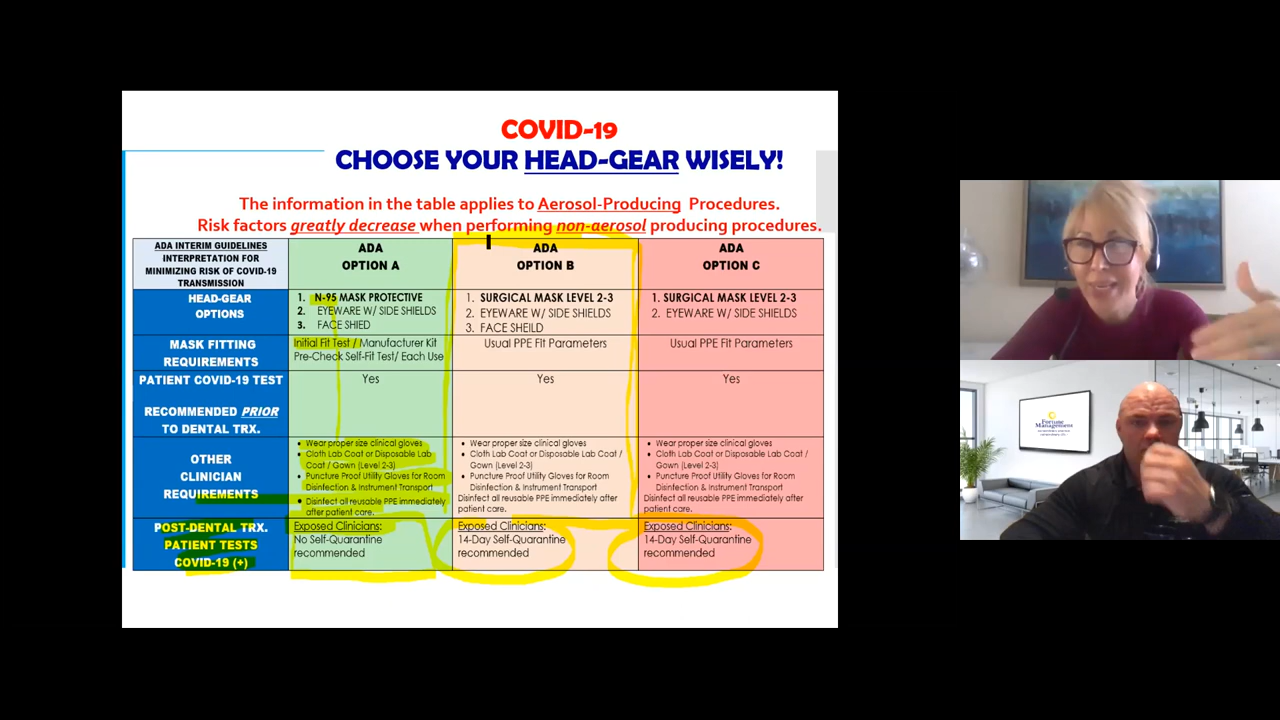 COVID-19
CHOOSE YOUR HEAD-GEAR WISELY!
The information in the table applies to Aerosol-Producing Procedures.
Risk factors greatly decrease when performing non-aerosol producing procedures.
ADA INTERIM GUIDELINES
INTERPRETATION FOR
MINIMIZING RISK OF COVID-19
TRANSMISSION
ADA
OPTION A
ADA
OPTION B
ADA
OPTION C
HEAD-GEAR
OPTIONS
1. N-95 MASK PROTECTIVE
2. EYEWARE W/ SIDE SHIELDS
3. FACE SHIED
1. SURGICAL MASK LEVEL 2-3
2. EYEWARE W/ SIDE SHIELDS
3. FACE SHEILD
1. SURGICAL MASK LEVEL 2-3
2. EYEWARE W/ SIDE SHIELDS
MASK FITTING
REQUIREMENTS
Initial Fit Test / Manufacturer Kit
Pre-Check Self-Fit Test/ Each Use
Usual PPE Fit Parameters
Usual PPE Fit Parameters
PATIENT COVID-19 TEST
RECOMMENDED PRIOR
TO DENTAL TRX.
Yes
Yes
Yes
OTHER
CLINICIAN
REQUIREMENTS
• Wear proper size clinical gloves
• Cloth Lab Coat or Disposable Lab
Coat / Gown (Level 2-3)
• Puncture Proof Utility Gloves for Room
Disinfection & Instrument Transport
• Disinfect all reusable PPE immediately
after patient care.
• Wear proper size clinical gloves
• Cloth Lab Coat or Disposable Lab Coat /
Gown (Level 2-3)
• Puncture Proof Utility Gloves for Room
Disinfection & Instrument Transport
Disinfect all reusable PPE immediately after
patient care.
• Wear proper size clinical gloves
• Cloth Lab Coat or Disposable Lab Coat /
Gown (Level 2-3)
• Puncture Proof Utility Gloves for Room
Disinfection & Instrument Transport
Disinfect all reusable PPE immediately after
patient care.
POST-DENTAL TRX.
PATIENT TESTS
COVID-19 (+)
Exposed Clinicians:
No Self-Quarantine
recommended
Exposed Clinicians:
14-Day Self-Quarantine
recommended
Exposed Clinicians:
14-Day Self-Quarantine
recommended
Fortune
Management